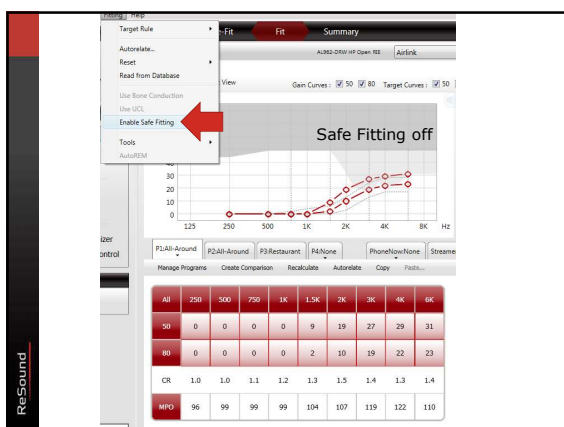 Fitting Help
Target Rule
-Fit Fit Summary
Autorelate...
AL962-DRW HP Open RIE Airlink
Reset
Read from Database
View Gain Curves: 50 80 Target Curves: 50
Use Bone Conduction
Use UCL
Enable Safe Fitting
Safe Fitting off
Tools
AutoREM
40
30
20
10
0
125 250 500 1K 2K 4K 8K Hz
izer
ontrol
P1:All-Around P2:All-Around P3:Restaurant P4:None PhoneNow:None Streamer
Manage Programs Create Comparison Recalculate Autorelate Copy Paste...
All 250 500 750 1K 1.5K 2K 3K 4K 6K
50 0 0 0 0 9 19 27 29 31
80 0 0 0 0 2 10 19 22 23
CR 1.0 1.0 1.1 1.2 1.3 1.5 1.4 1.3 1.4
MPO 96 99 99 99 104 107 119 122 110
ReSound